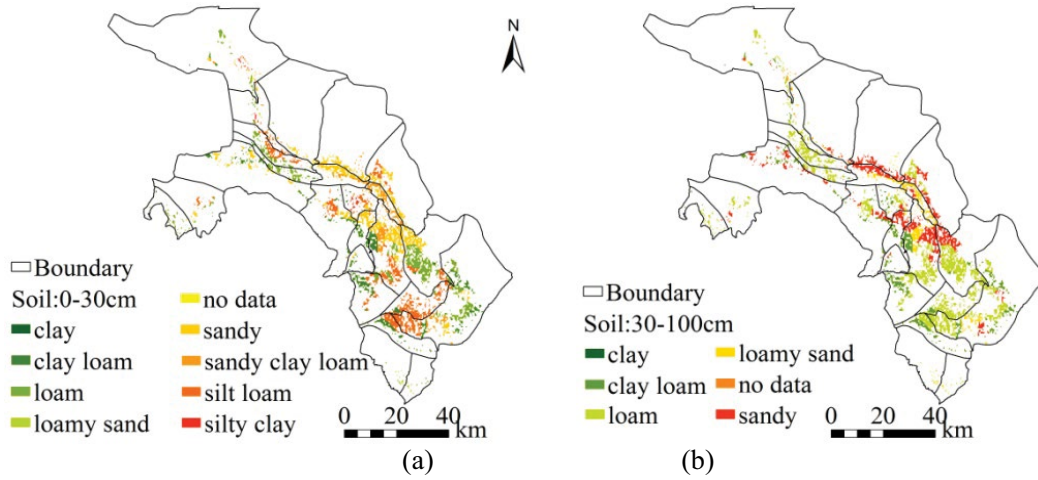 N
Boundary
Soil:0-30cm
clay
clay loam
loam
loamy sand
no data
sandy
sandy clay loam
silt loam
silty clay
0 20 40
km
(a)
Boundary
Soil:30-100cm
clay
clay loam
loam
loamy sand
no data
sandy
0 20 40
km
(b)